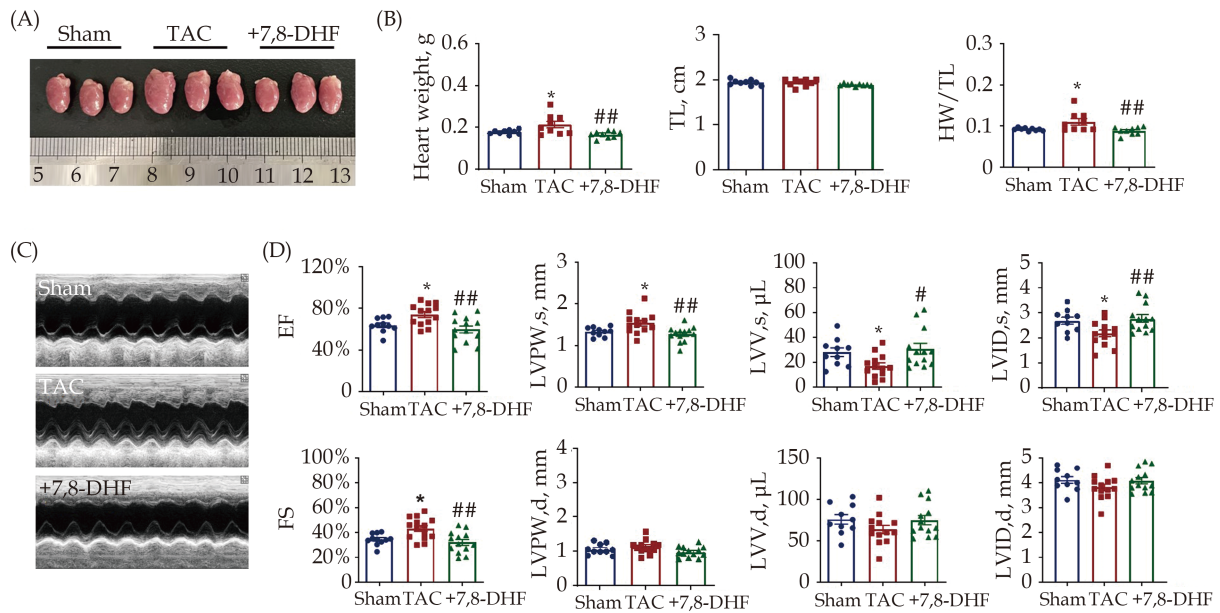 (A)
Sham TAC +7,8-DHF
5 6 7 8 9 10 11 12 13
(B)
Heart weight, g
0.6
0.4
0.2
0
*
##
Sham TAC +7,8-DHF
TL, cm
3
2
1
0
Sham TAC +7,8-DHF
HW/TL
0.3
0.2
0.1
0
*
##
Sham TAC +7,8-DHF
(C)
Sham
TAC
+7,8-DHF
(D)
EF
120%
80%
40%
0
*
##
Sham TAC +7,8-DHF
LVPW,s, mm
3
2
1
0
*
##
Sham TAC +7,8-DHF
LVV,s, μL
100
80
60
40
20
0
*
#
Sham TAC +7,8-DHF
LVID,s, mm
5
4
3
2
1
0
*
##
Sham TAC +7,8-DHF
FS
100%
80%
60%
40%
20%
0
*
##
Sham TAC +7,8-DHF
LVPW,d, mm
4
3
2
1
0
Sham TAC +7,8-DHF
LVV,d, μL
150
100
50
0
Sham TAC +7,8-DHF
LVID,d, mm
5
4
3
2
1
0
Sham TAC +7,8-DHF